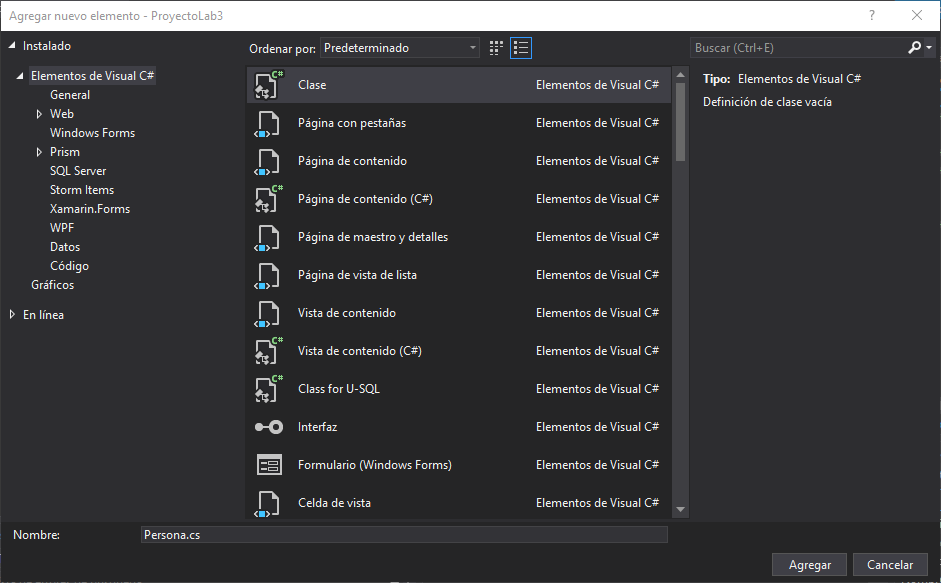 Agregar nuevo elemento - ProyectoLab3
?
Instalado
Elementos de Visual C#
General
Web
Windows Forms
Prism
SQL Server
Storm Items
Xamarin.Forms
WPF
Datos
Código
Gráficos
En línea
Ordenar por: Predeterminado
C# Clase Elementos de Visual C#
Página con pestañas Elementos de Visual C#
Página de contenido Elementos de Visual C#
C# Página de contenido (C#) Elementos de Visual C#
Página de maestro y detalles Elementos de Visual C#
Página de vista de lista Elementos de Visual C#
Vista de contenido Elementos de Visual C#
C# Vista de contenido (C#) Elementos de Visual C#
C# Class for U-SQL Elementos de Visual C#
Interfaz Elementos de Visual C#
Formulario (Windows Forms) Elementos de Visual C#
Celda de vista Elementos de Visual C#
Buscar (Ctrl+E)
Tipo: Elementos de Visual C#
Definición de clase vacía
Nombre: Persona.cs
Agregar Cancelar